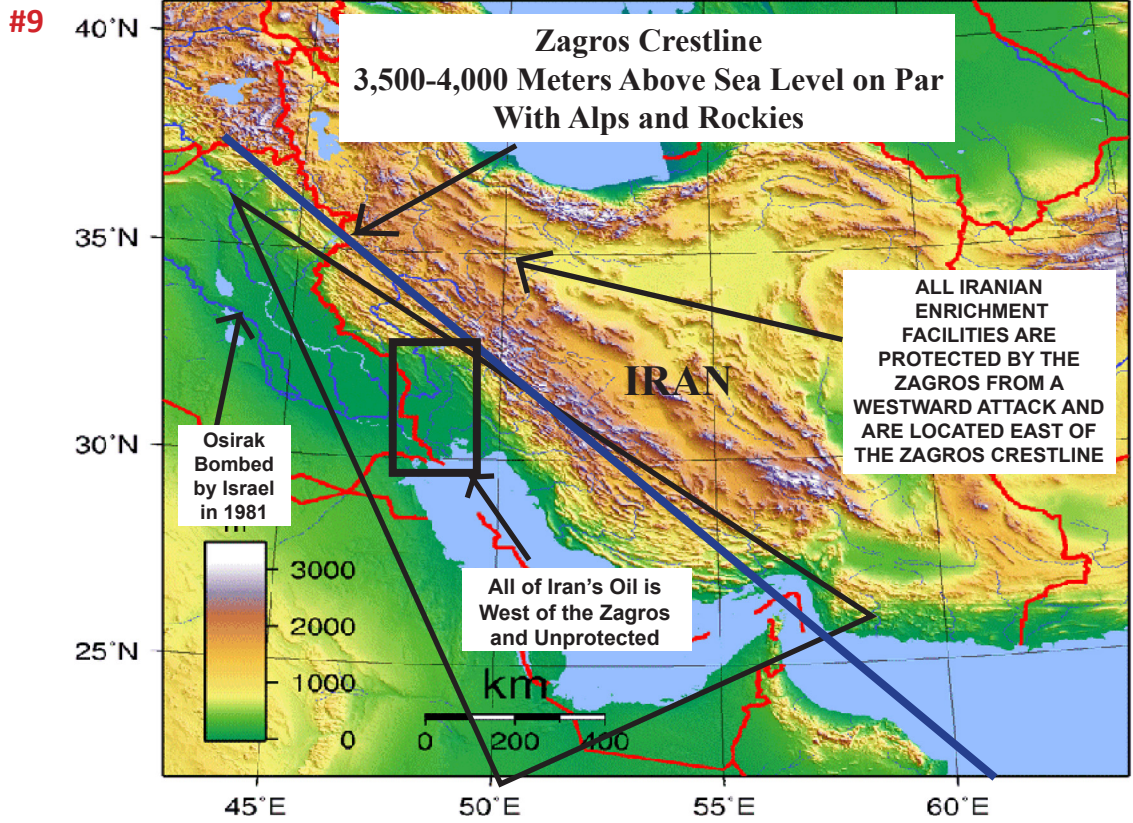 #9
Zagros Crestline
3,500-4,000 Meters Above Sea Level on Par
With Alps and Rockies
40°N
35°N
30°N
25°N
IRAN
ALL IRANIAN
ENRICHMENT
FACILITIES ARE
PROTECTED BY THE
ZAGROS FROM A
WESTWARD ATTACK AND
ARE LOCATED EAST OF
THE ZAGROS CRESTLINE
Osirak
Bombed
by Israel
in 1981
m
3000
2000
1000
0
All of Iran's Oil is
West of the Zagros
and Unprotected
km
0 200 400
45°E 50°E 55°E 60°E